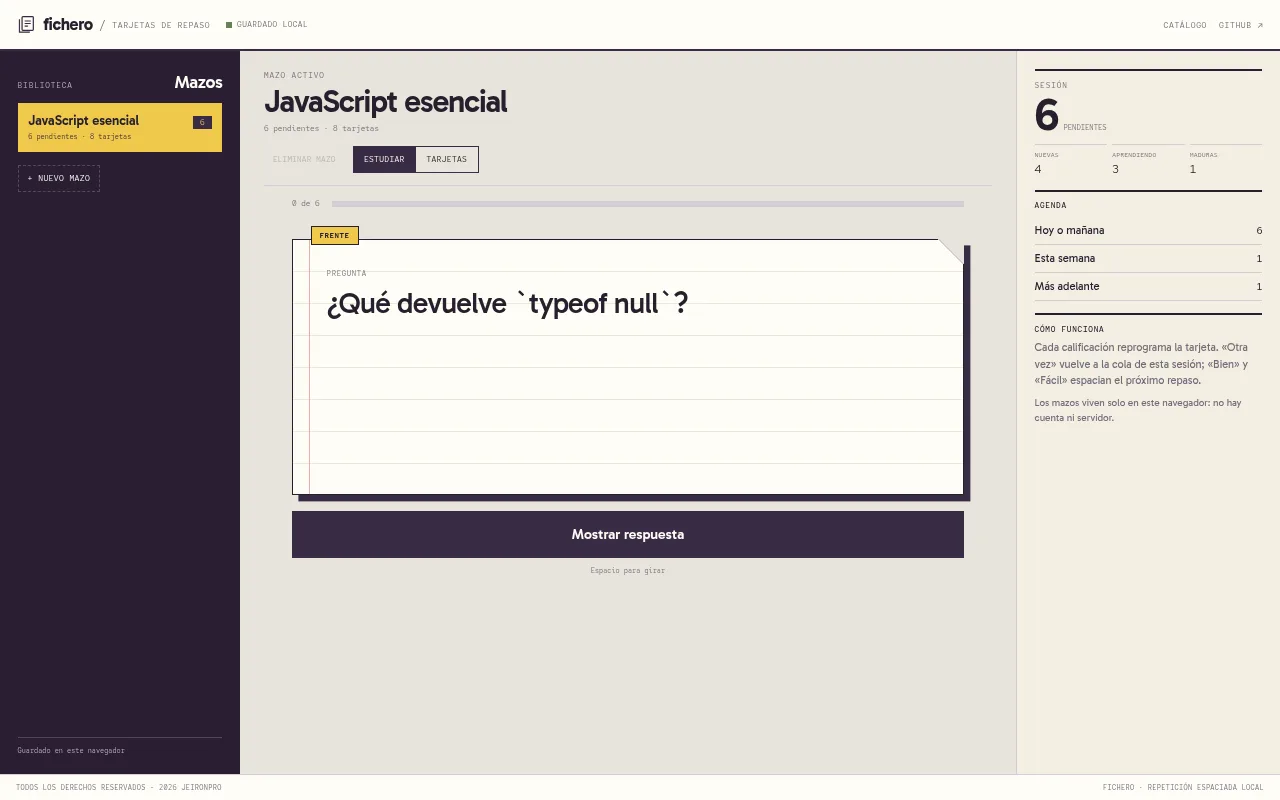 fichero / TARJETAS DE REPASO GUARDADO LOCAL
CATÁLOGO GITHUB ↗
BIBLIOTECA Mazos
JavaScript esencial 6
6 pendientes · 8 tarjetas
+ NUEVO MAZO
Guardado en este navegador
MAZO ACTIVO
JavaScript esencial
6 pendientes · 8 tarjetas
ELIMINAR MAZO ESTUDIAR TARJETAS
0 de 6
FRENTE
PREGUNTA
¿Qué devuelve `typeof null`?
Mostrar respuesta
Espacio para girar
SESIÓN
6 PENDIENTES
NUEVAS APRENDIENDO MADURAS
4 3 1
AGENDA
Hoy o mañana 6
Esta semana 1
Más adelante 1
CÓMO FUNCIONA
Cada calificación reprograma la tarjeta. «Otra
vez» vuelve a la cola de esta sesión; «Bien» y
«Fácil» espacian el próximo repaso.
Los mazos viven solo en este navegador: no hay
cuenta ni servidor.
TODOS LOS DERECHOS RESERVADOS · 2026 JEIRONPRO
FICHERO · REPETICIÓN ESPACIADA LOCAL